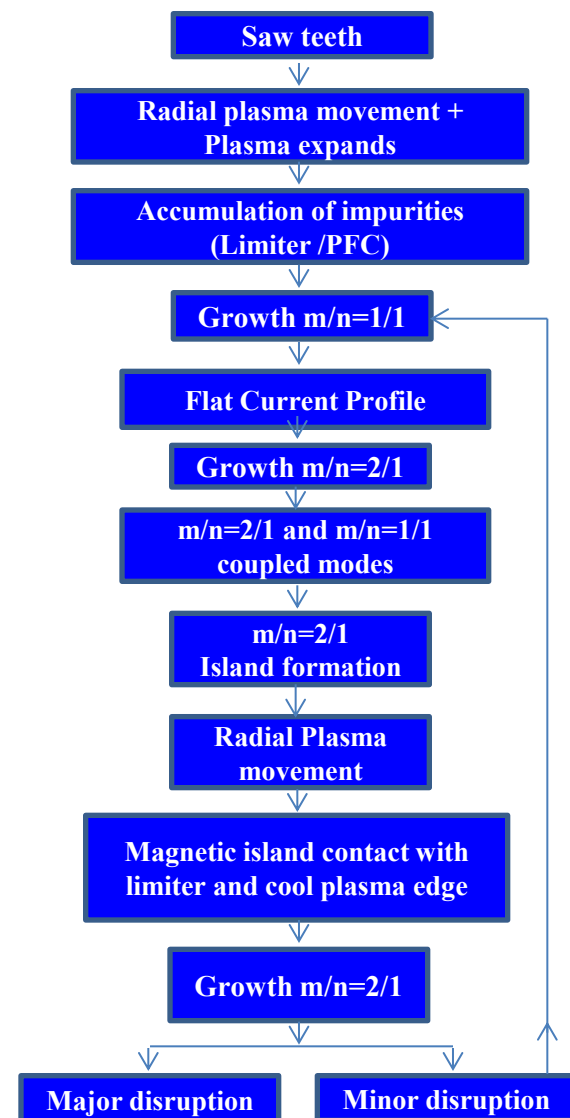 Saw teeth
Radial plasma movement +
Plasma expands
Accumulation of impurities
(Limiter /PFC)
Growth m/n=1/1
Flat Current Profile
Growth m/n=2/1
m/n=2/1 and m/n=1/1
coupled modes
m/n=2/1
Island formation
Radial Plasma
movement
Magnetic island contact with
limiter and cool plasma edge
Growth m/n=2/1
Major disruption
Minor disruption